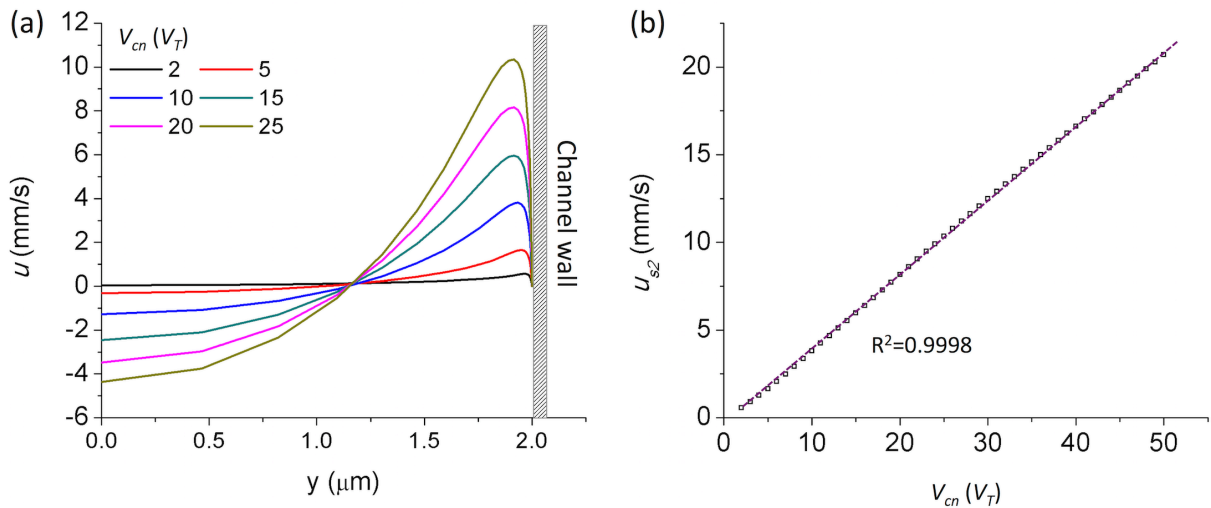 (a)
V_cn (V_T)
2 5
10 15
20 25
12
10
8
6
4
2
0
-2
-4
-6
u (mm/s)
0.0 0.5 1.0 1.5 2.0
y (μm)
Channel wall
(b)
20
15
10
5
0
u_s2 (mm/s)
R²=0.9998
0 10 20 30 40 50
V_cn (V_T)